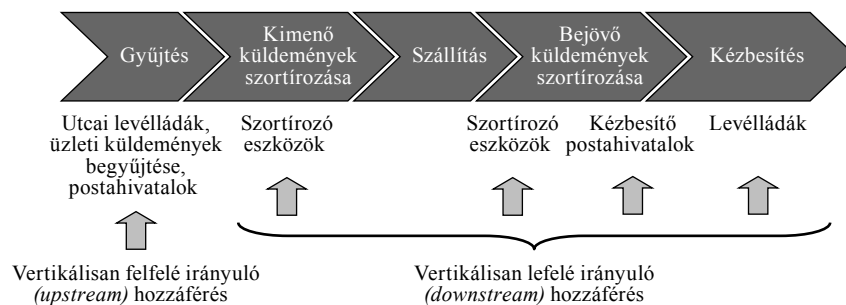 Gyűjtés
Kimenő
küldemények
szortírozása
Szállítás
Bejövő
küldemények
szortírozása
Kézbesítés
Utcai levélládák,
üzleti küldemények
begyűjtése,
postahivatalok
Szortírozó
eszközök
Szortírozó
eszközök
Kézbesítő
postahivatalok
Levélládák
Vertikálisan felfelé irányuló
(upstream) hozzáférés
Vertikálisan lefelé irányuló
(downstream) hozzáférés